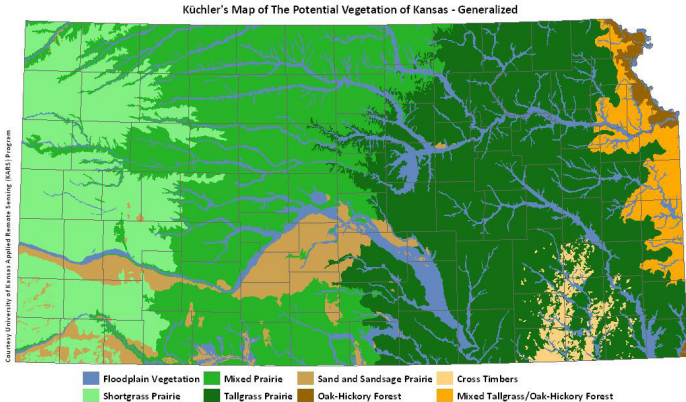 Küchler's Map of The Potential Vegetation of Kansas - Generalized
Courtesy University of Kansas Applied Remote Sensing (KARS) Program
Floodplain Vegetation
Mixed Prairie
Sand and Sandsage Prairie
Cross Timbers
Shortgrass Prairie
Tallgrass Prairie
Oak-Hickory Forest
Mixed Tallgrass/Oak-Hickory Forest